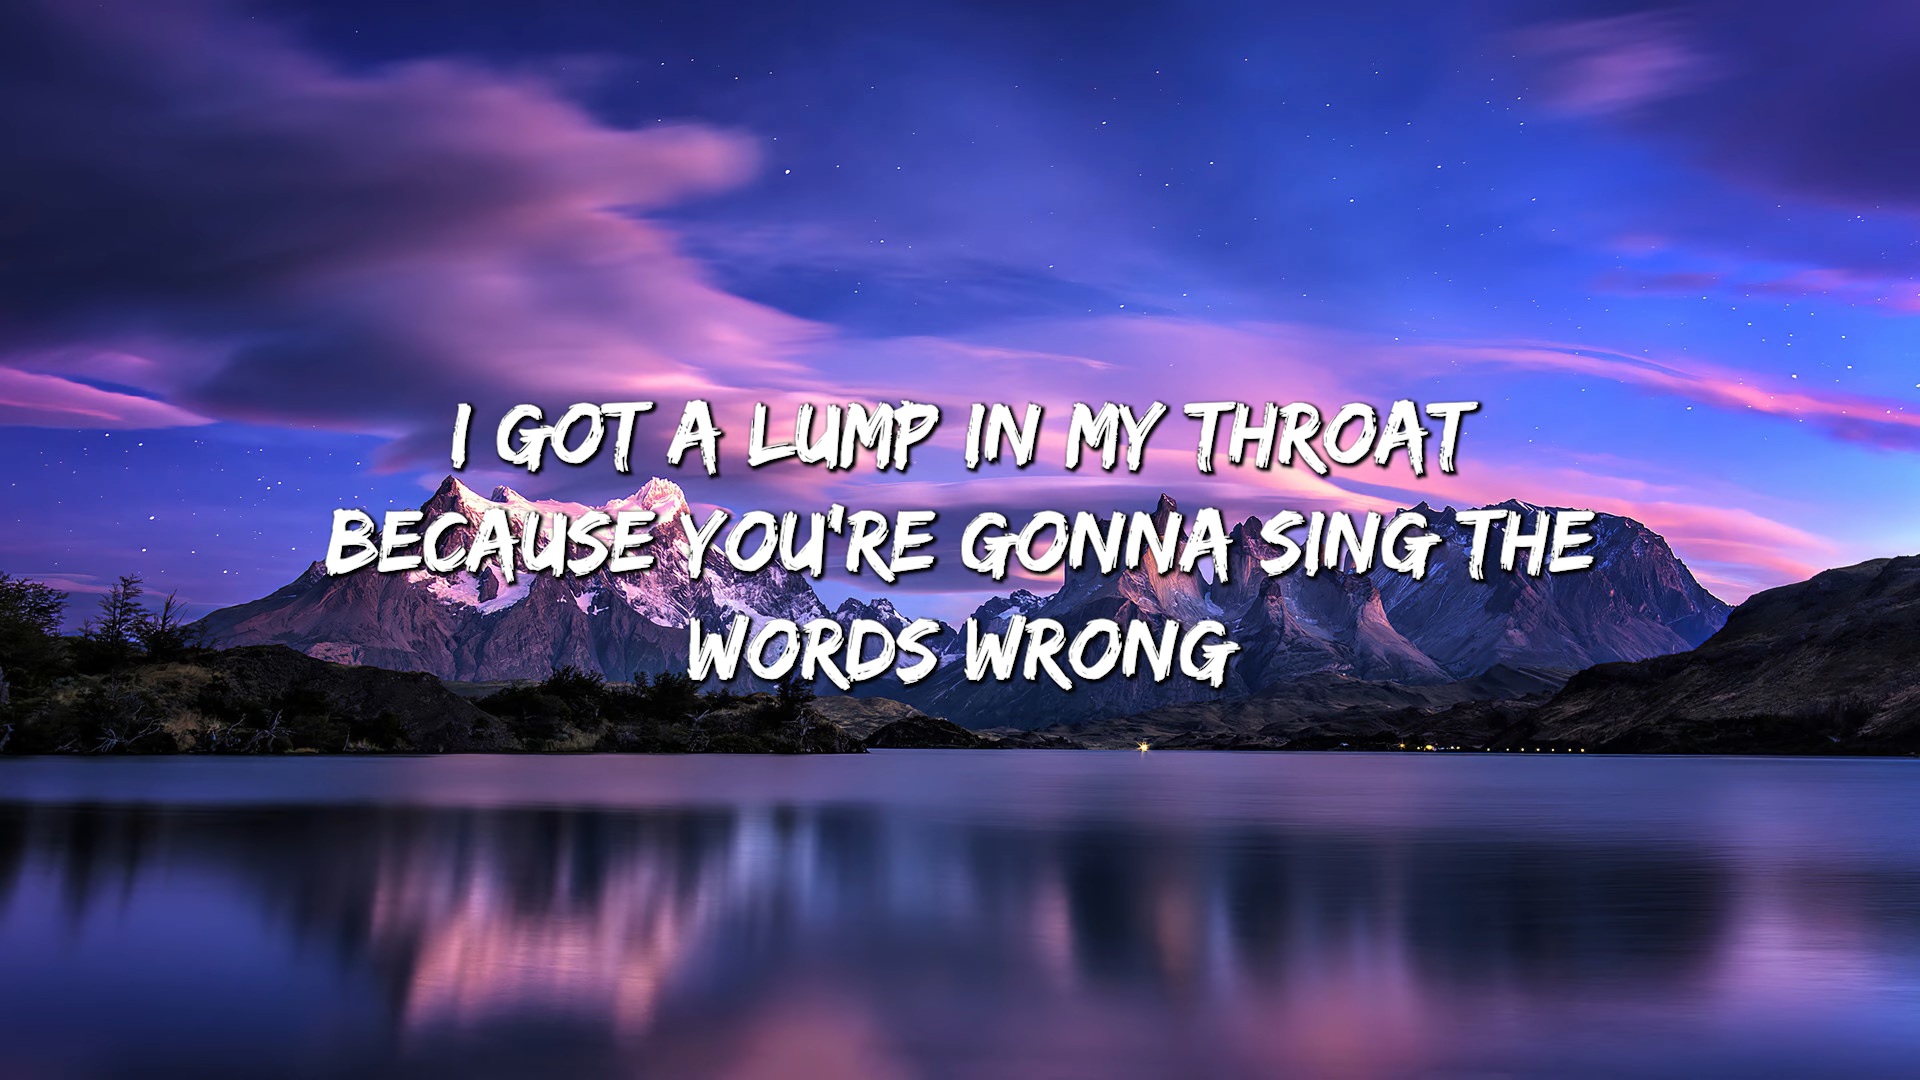 I GOT A LUMP IN MY THROAT
BECAUSE YOU'RE GONNA SING THE
WORDS WRONG